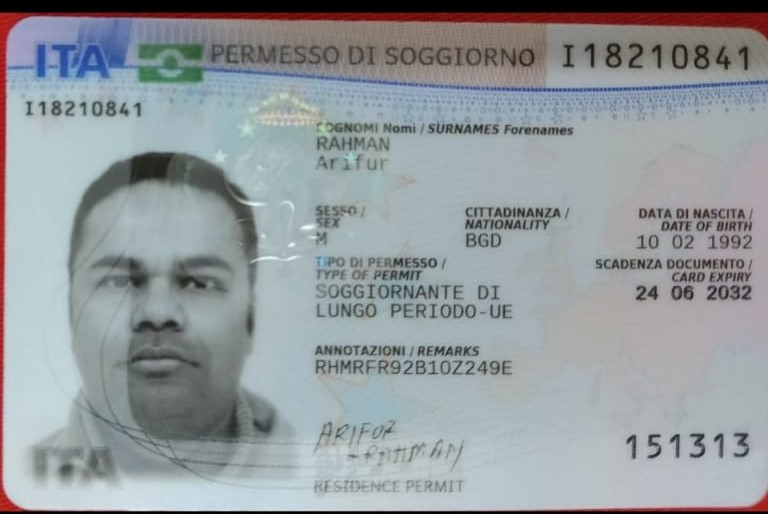 ITA PERMESSO DI SOGGIORNO I18210841
I18210841
COGNOMI Nomi / SURNAMES Forenames
RAHMAN
Arifur
SESSO / CITTADINANZA / DATA DI NASCITA /
SEX NATIONALITY DATE OF BIRTH
M BGD 10 02 1992
TIPO DI PERMESSO / SCADENZA DOCUMENTO /
TYPE OF PERMIT CARD EXPIRY
SOGGIORNANTE DI 24 06 2032
LUNGO PERIODO-UE
ANNOTAZIONI / REMARKS
RHMRFR92B10Z249E
ARIFUR
RAHMAN
151313
ITA
RESIDENCE PERMIT